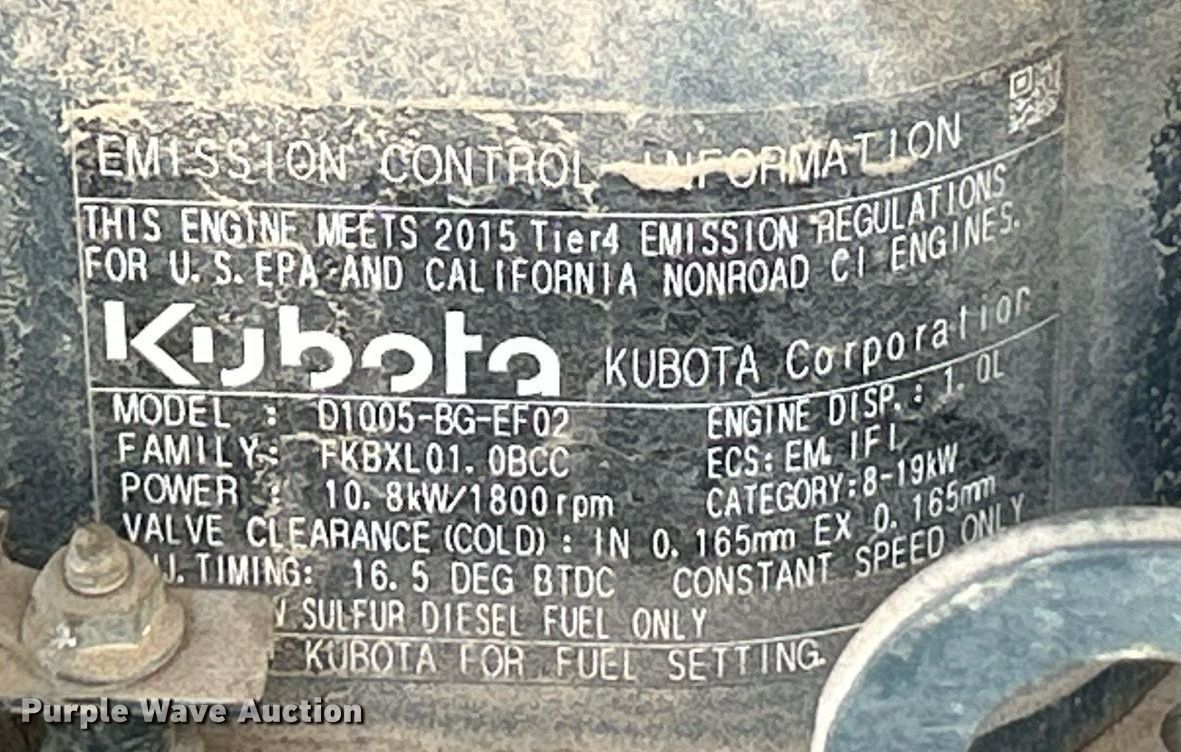 EMISSION CONTROL INFORMATION
THIS ENGINE MEETS 2015 Tier4 EMISSION REGULATIONS
FOR U.S.EPA AND CALIFORNIA NONROAD CI ENGINES.
Kubota KUBOTA Corporation
MODEL : D1005-BG-EF02 ENGINE DISP.: 1.0L
FAMILY: FKBXL01.0BCC ECS: EM, IFI
POWER : 10.8kW/1800rpm CATEGORY:8-19kW
VALVE CLEARANCE (COLD) : IN 0.165mm EX 0.165mm
J.TIMING: 16.5 DEG BTDC CONSTANT SPEED ONLY
SULFUR DIESEL FUEL ONLY
KUBOTA FOR FUEL SETTING.
Purple Wave Auction